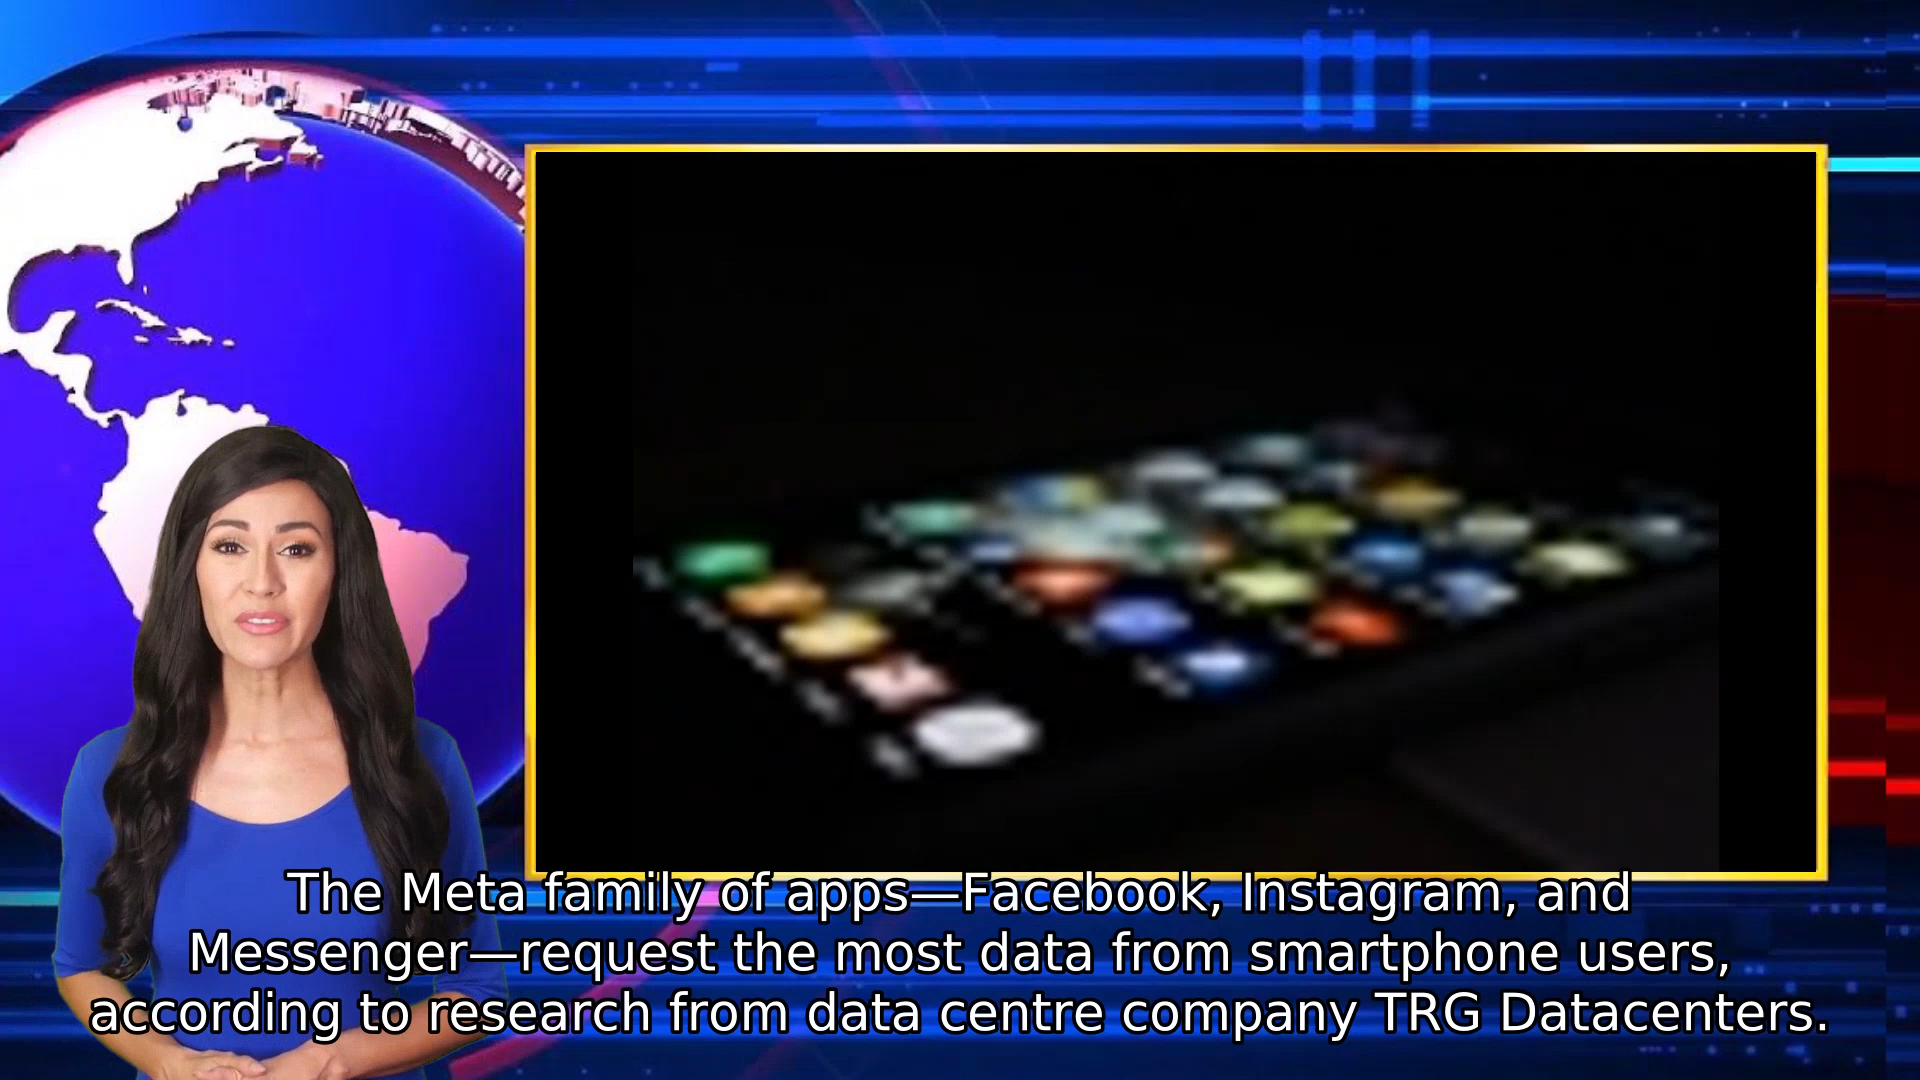 The Meta family of apps—Facebook, Instagram, and
Messenger—request the most data from smartphone users,
according to research from data centre company TRG Datacenters.